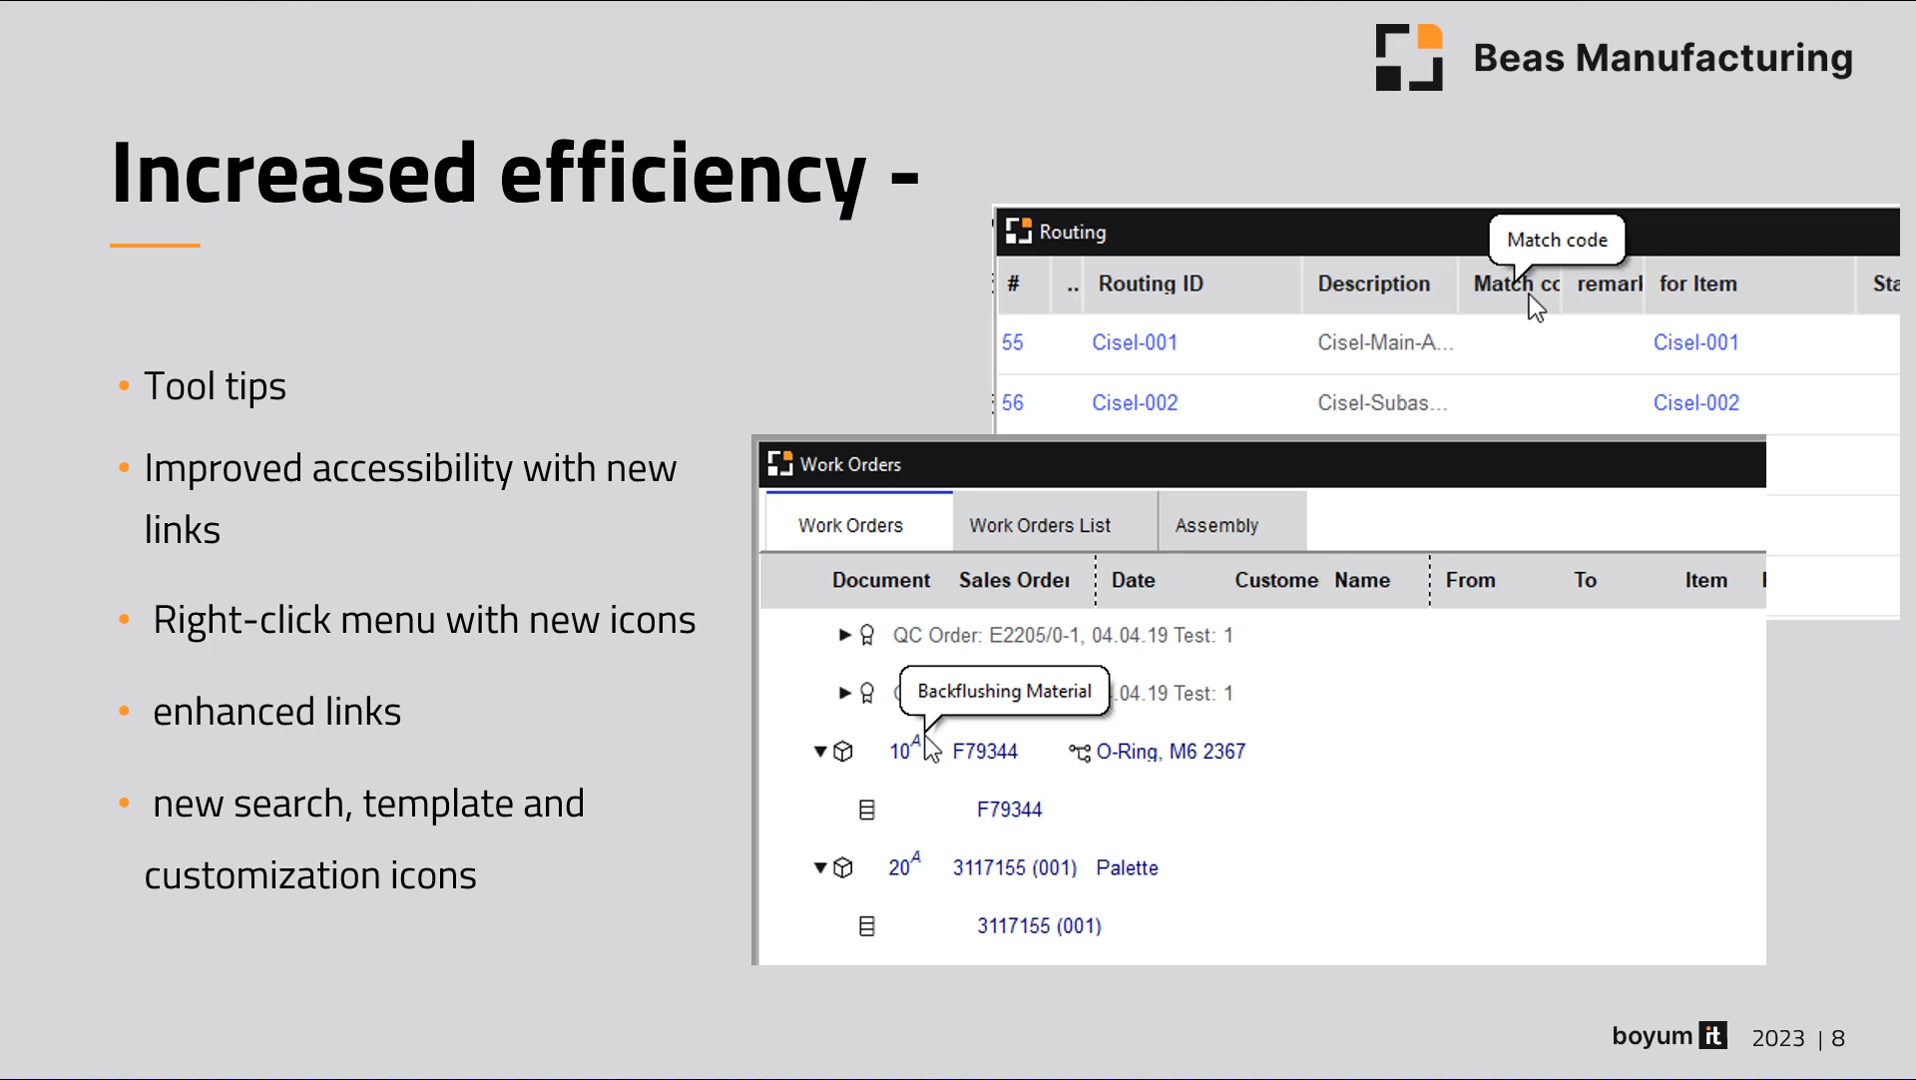 Beas Manufacturing
Increased efficiency -
• Tool tips
• Improved accessibility with new
links
• Right-click menu with new icons
• enhanced links
• new search, template and
customization icons
Routing
Match code
# .. Routing ID Description Match co remark for Item Sta
55 Cisel-001 Cisel-Main-A... Cisel-001
56 Cisel-002 Cisel-Subas... Cisel-002
Work Orders
Work Orders Work Orders List Assembly
Document Sales Order Date Custome Name From To Item
QC Order: E2205/0-1, 04.04.19 Test: 1
Backflushing Material .04.19 Test: 1
10A F79344 O-Ring, M6 2367
F79344
20A 3117155 (001) Palette
3117155 (001)
boyum it 2023 | 8